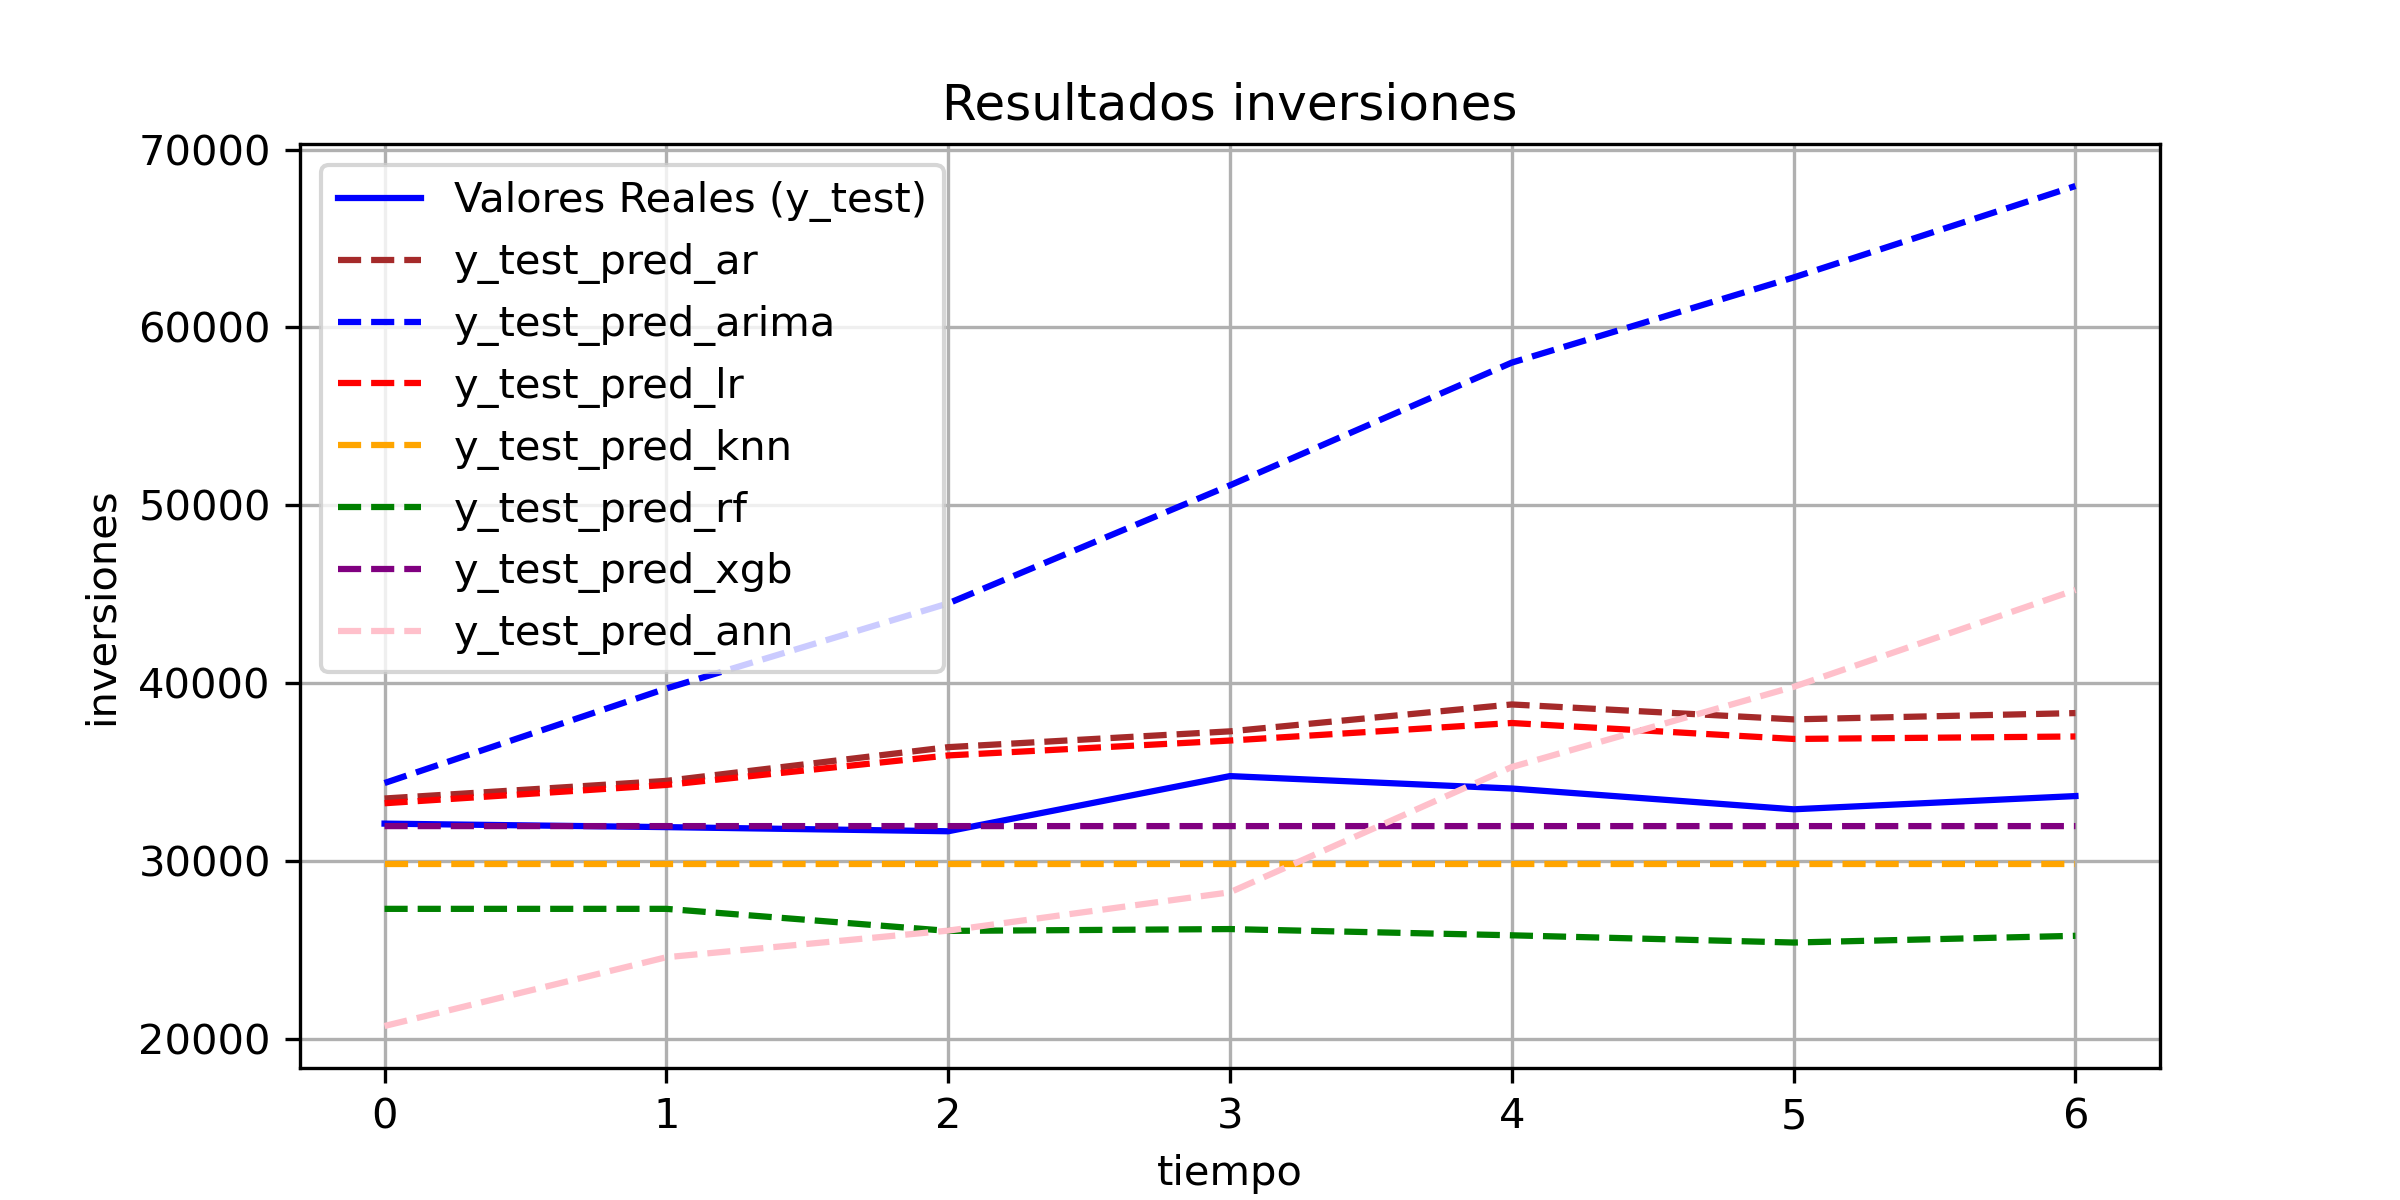 Resultados inversiones
70000
60000
50000
40000
30000
20000
inversiones
Valores Reales (y_test)
y_test_pred_ar
y_test_pred_arima
y_test_pred_lr
y_test_pred_knn
y_test_pred_rf
y_test_pred_xgb
y_test_pred_ann
0 1 2 3 4 5 6
tiempo